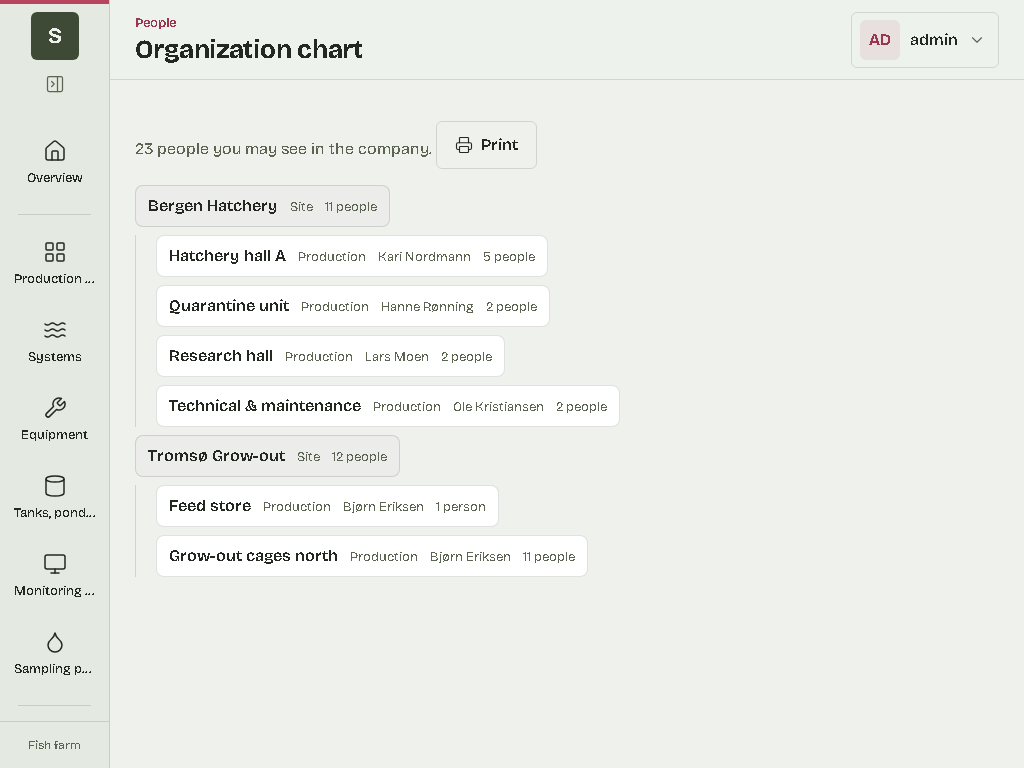 S
People
Organization chart
AD admin
Overview
Production ...
Systems
Equipment
Tanks, pond...
Monitoring ...
Sampling p...
Fish farm
23 people you may see in the company.
Print
Bergen Hatchery Site 11 people
Hatchery hall A Production Kari Nordmann 5 people
Quarantine unit Production Hanne Rønning 2 people
Research hall Production Lars Moen 2 people
Technical & maintenance Production Ole Kristiansen 2 people
Tromsø Grow-out Site 12 people
Feed store Production Bjørn Eriksen 1 person
Grow-out cages north Production Bjørn Eriksen 11 people